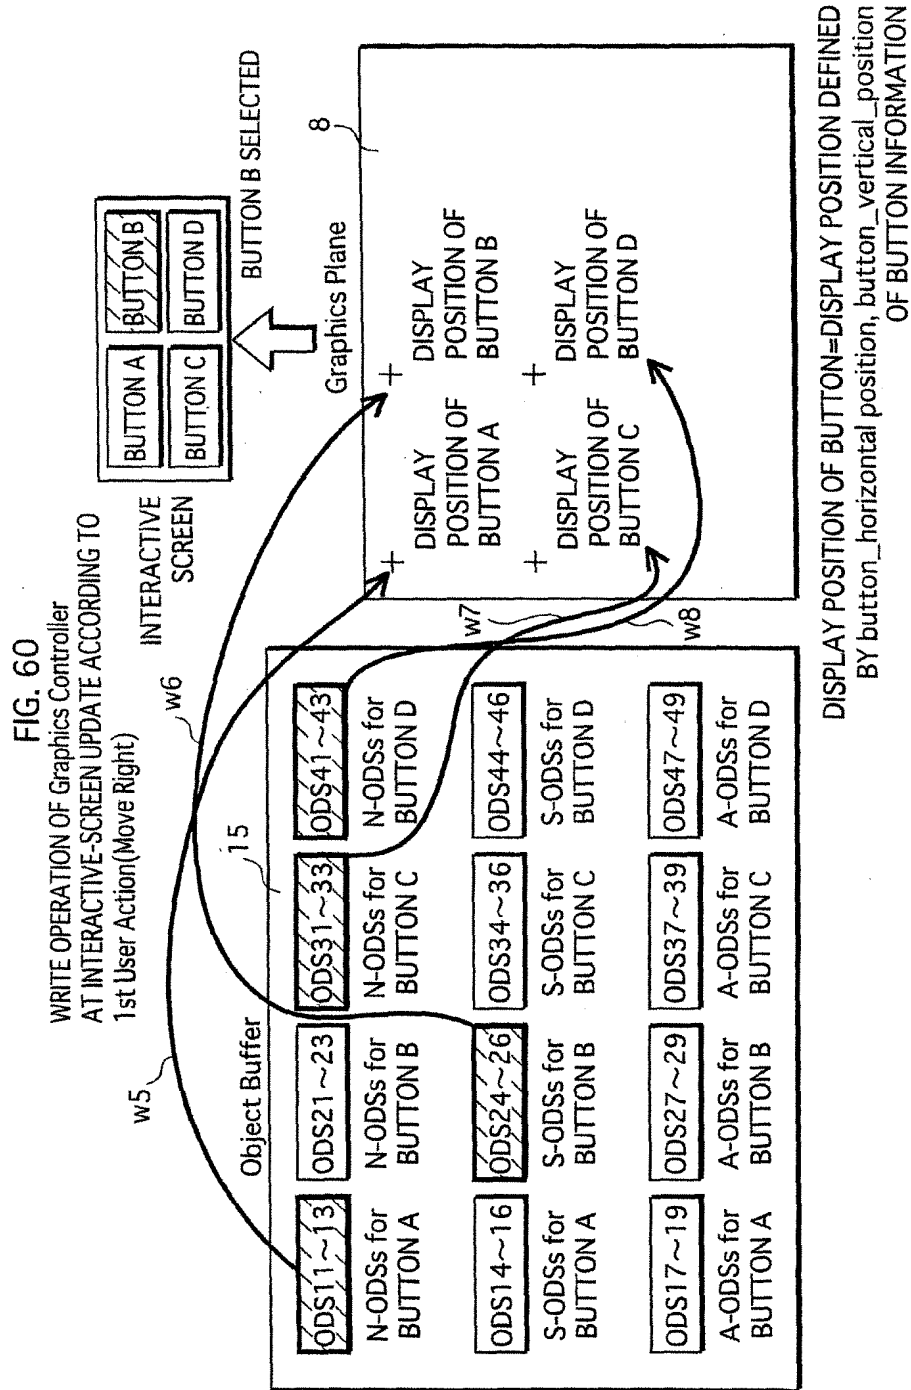 FIG. 60
WRITE OPERATION OF Graphics Controller
AT INTERACTIVE-SCREEN UPDATE ACCORDING TO
1st User Action(Move Right)
INTERACTIVE
SCREEN
BUTTON A
BUTTON B
BUTTON C
BUTTON D
BUTTON B SELECTED
w5
w6
Object Buffer
15
ODS11~13
N-ODSs for
BUTTON A
ODS21~23
N-ODSs for
BUTTON B
ODS31~33
N-ODSs for
BUTTON C
ODS41~43
N-ODSs for
BUTTON D
ODS14~16
S-ODSs for
BUTTON A
ODS24~26
S-ODSs for
BUTTON B
ODS34~36
S-ODSs for
BUTTON C
ODS44~46
S-ODSs for
BUTTON D
ODS17~19
A-ODSs for
BUTTON A
ODS27~29
A-ODSs for
BUTTON B
ODS37~39
A-ODSs for
BUTTON C
ODS47~49
A-ODSs for
BUTTON D
w7
w8
Graphics Plane
8
DISPLAY
POSITION OF
BUTTON A
DISPLAY
POSITION OF
BUTTON B
DISPLAY
POSITION OF
BUTTON C
DISPLAY
POSITION OF
BUTTON D
DISPLAY POSITION OF BUTTON=DISPLAY POSITION DEFINED
BY button_horizontal position, button_vertical_position
OF BUTTON INFORMATION